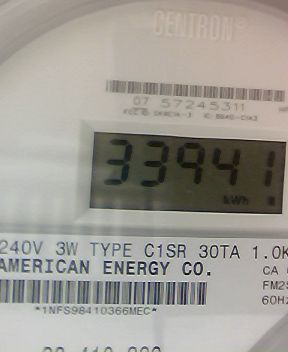 CENTRON®
07 57245311
33941
kWh
240V 3W TYPE C1SR 30TA 1.0K
AMERICAN ENERGY CO.
CA
FM2S
60Hz
*1NFS98410366MEC*